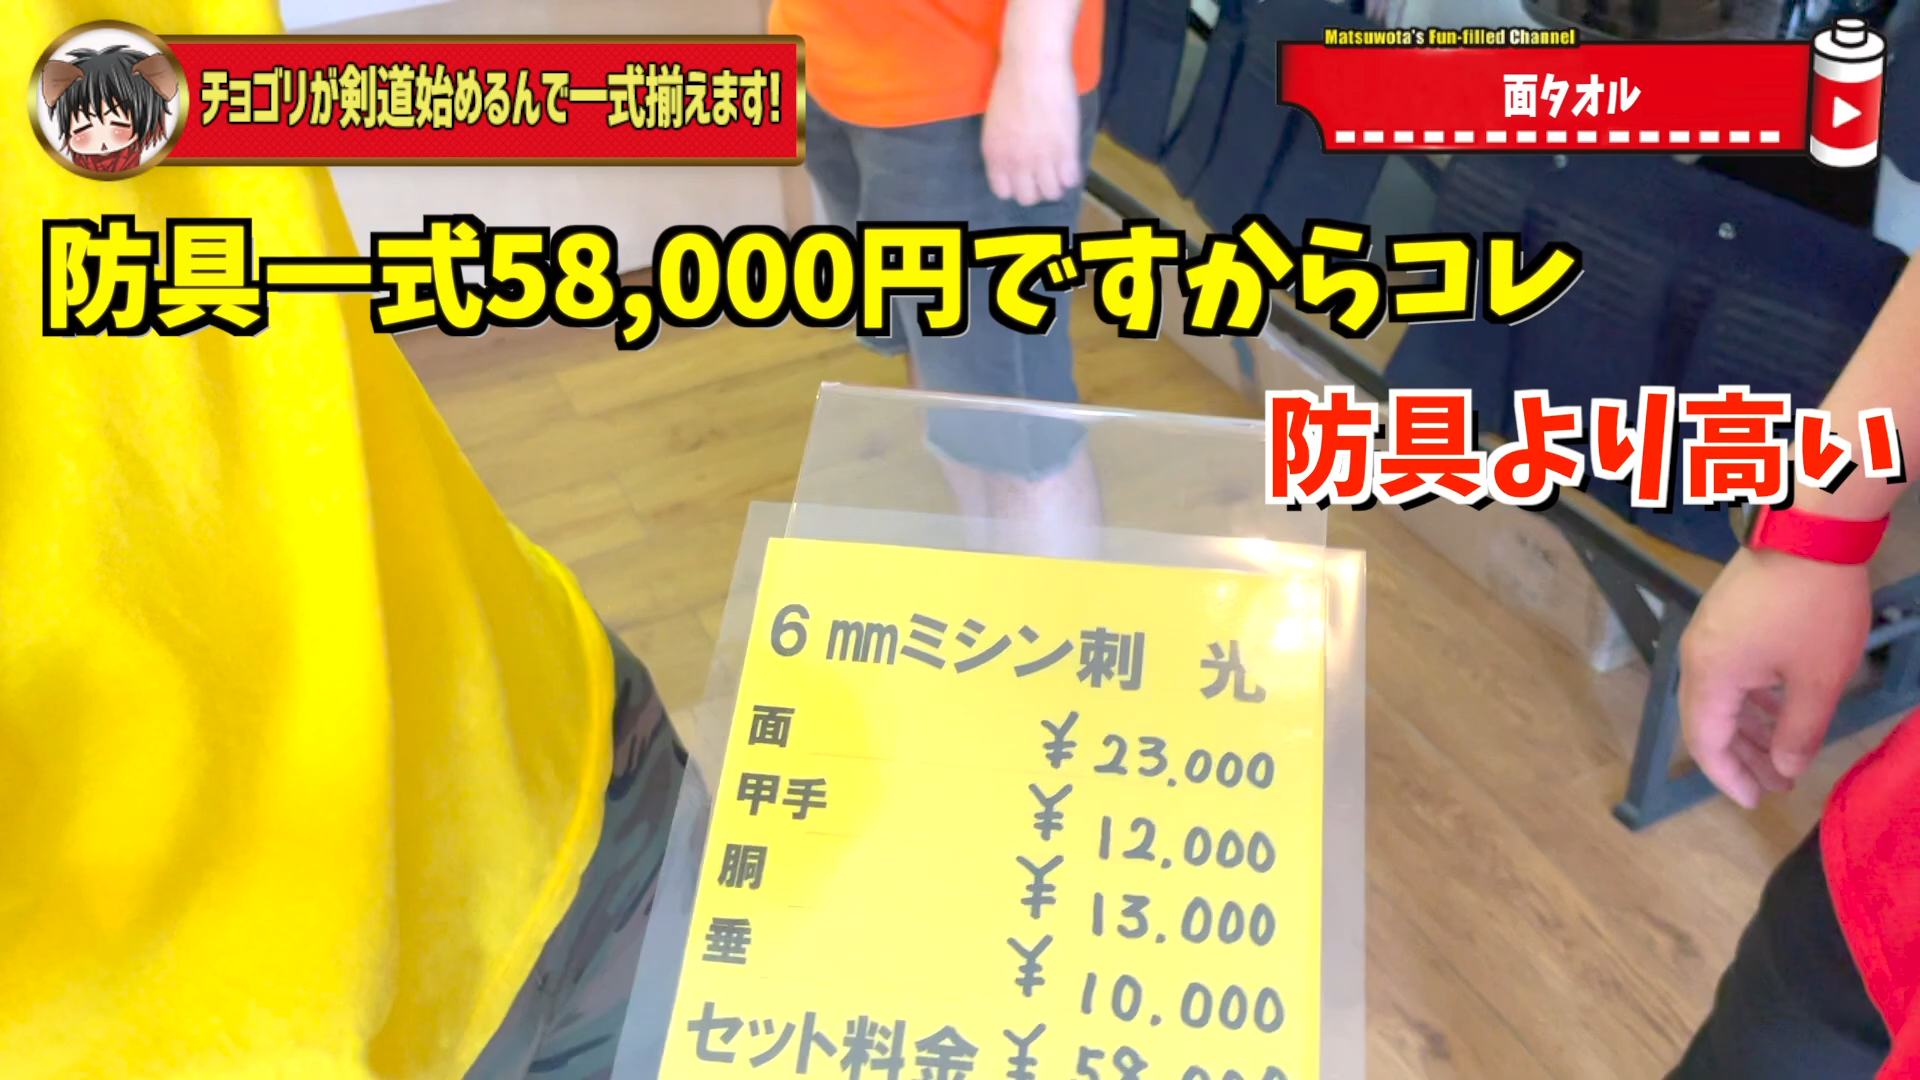 チョゴリが剣道始めるんで一式揃えます!
Matsuwota's Fun-filled Channel
面タオル
防具一式58,000円ですからコレ
防具より高い
6mmミシン刺 光
面 ¥23,000
甲手 ¥12,000
胴 ¥13,000
垂 ¥10,000
セット料金 ¥58,000